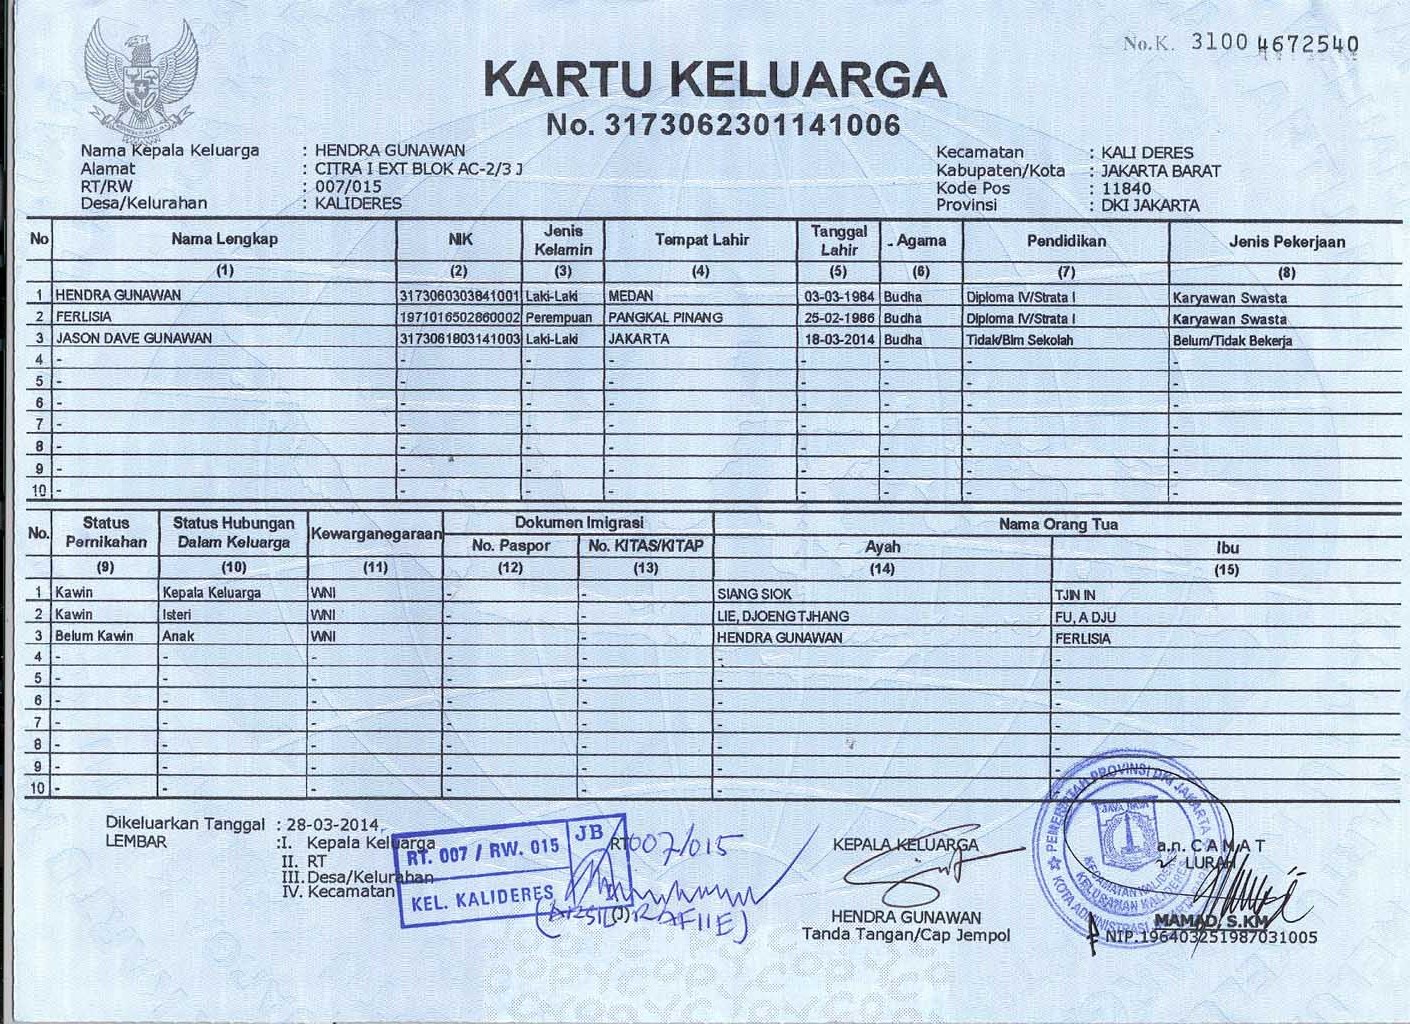 No.K. 3100 4672540
KARTU KELUARGA
No. 3173062301141006
Nama Kepala Keluarga : HENDRA GUNAWAN
Alamat : CITRA I EXT BLOK AC-2/3 J
RT/RW : 007/015
Desa/Kelurahan : KALIDERES
Kecamatan : KALI DERES
Kabupaten/Kota : JAKARTA BARAT
Kode Pos : 11840
Provinsi : DKI JAKARTA
No Nama Lengkap NIK Jenis Kelamin Tempat Lahir Tanggal Lahir Agama Pendidikan Jenis Pekerjaan
(1) (2) (3) (4) (5) (6) (7) (8)
1 HENDRA GUNAWAN 3173060303841001 Laki-Laki MEDAN 03-03-1984 Budha Diploma IV/Strata I Karyawan Swasta
2 FERLISIA 1971016502860002 Perempuan PANGKAL PINANG 25-02-1986 Budha Diploma IV/Strata I Karyawan Swasta
3 JASON DAVE GUNAWAN 3173061803141003 Laki-Laki JAKARTA 18-03-2014 Budha Tidak/Blm Sekolah Belum/Tidak Bekerja
4 - - - - - - - -
5 - - - - - - - -
6 - - - - - - - -
7 - - - - - - - -
8 - - - - - - - -
9 - - - - - - - -
10 - - - - - - - -
No. Status Pernikahan Status Hubungan Dalam Keluarga Kewarganegaraan Dokumen Imigrasi Nama Orang Tua
No. Paspor No. KITAS/KITAP Ayah Ibu
(9) (10) (11) (12) (13) (14) (15)
1 Kawin Kepala Keluarga WNI - - SIANG SIOK TJIN IN
2 Kawin Isteri WNI - - LIE, DJOENG TJHANG FU, A DJU
3 Belum Kawin Anak WNI - - HENDRA GUNAWAN FERLISIA
4 - - - - - - -
5 - - - - - - -
6 - - - - - - -
7 - - - - - - -
8 - - - - - - -
9 - - - - - - -
10 - - - - - - -
Dikeluarkan Tanggal : 28-03-2014
LEMBAR :I. Kepala Keluarga
II. RT
III. Desa/Kelurahan
IV. Kecamatan
RT. 007 / RW. 015 JB
KEL. KALIDERES
RT 007/015
KEPALA KELUARGA
HENDRA GUNAWAN
Tanda Tangan/Cap Jempol
PEMERINTAH PROVINSI DKI JAKARTA
JAYA RAYA
KECAMATAN KALIDERES
KELURAHAN KALIDERES
KOTA ADMINISTRASI
a.n. CAMAT
LURAH
MAMAD, S.KM
NIP.196403251987031005
COPY COPY COPY